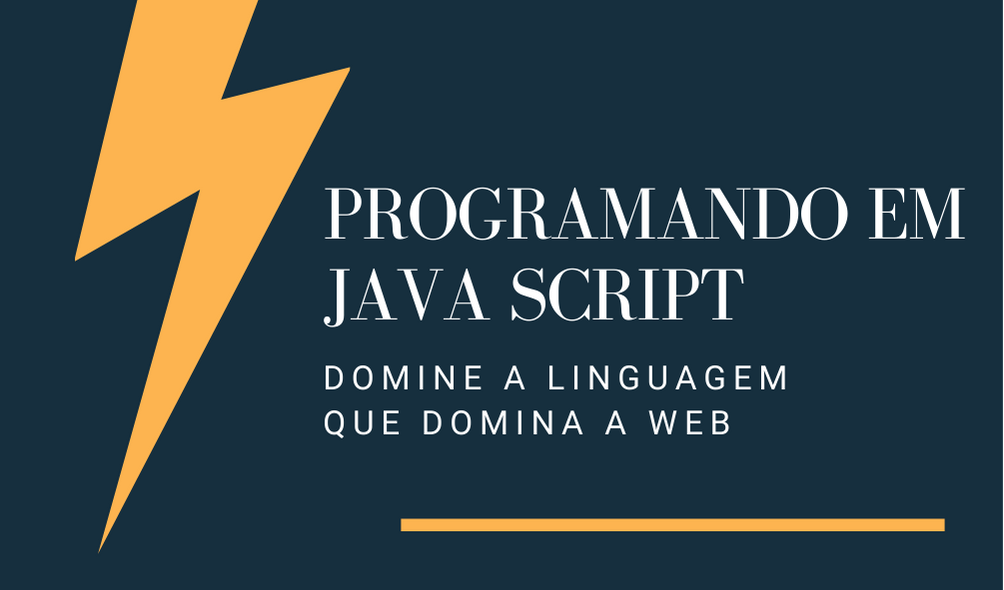 PROGRAMANDO EM
JAVA SCRIPT
DOMINE A LINGUAGEM
QUE DOMINA A WEB